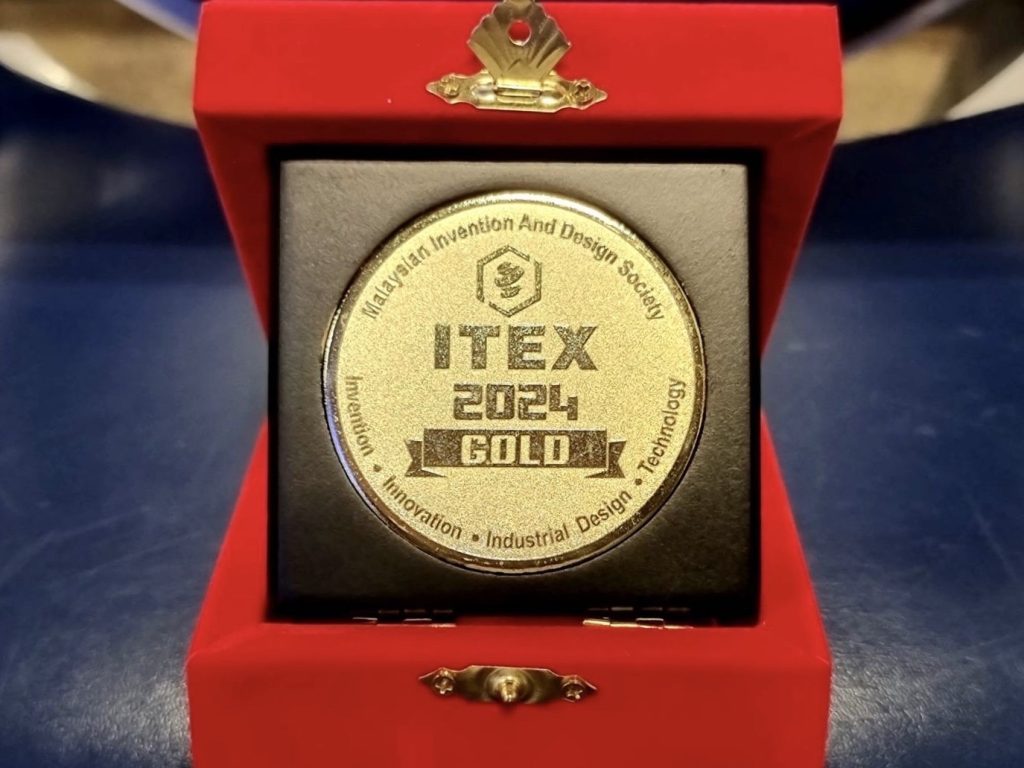 Malaysian Invention And Design Society
ITEX
2024
GOLD
Invention • Innovation • Industrial Design • Technology